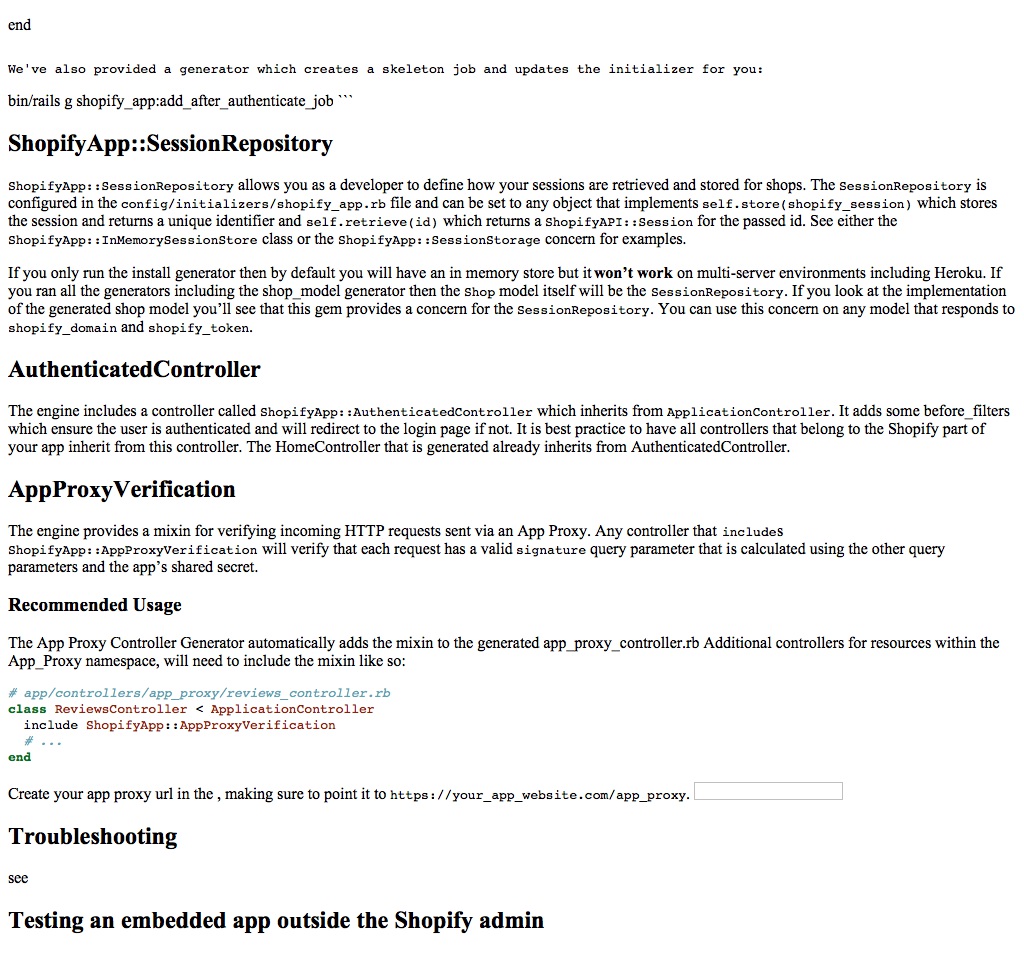 end
We've also provided a generator which creates a skeleton job and updates the initializer for you:
bin/rails g shopify_app:add_after_authenticate_job ```
ShopifyApp::SessionRepository
ShopifyApp::SessionRepository allows you as a developer to define how your sessions are retrieved and stored for shops. The SessionRepository is
configured in the config/initializers/shopify_app.rb file and can be set to any object that implements self.store(shopify_session) which stores
the session and returns a unique identifier and self.retrieve(id) which returns a ShopifyAPI::Session for the passed id. See either the
ShopifyApp::InMemorySessionStore class or the ShopifyApp::SessionStorage concern for examples.
If you only run the install generator then by default you will have an in memory store but it won’t work on multi-server environments including Heroku. If
you ran all the generators including the shop_model generator then the Shop model itself will be the SessionRepository. If you look at the implementation
of the generated shop model you’ll see that this gem provides a concern for the SessionRepository. You can use this concern on any model that responds to
shopify_domain and shopify_token.
AuthenticatedController
The engine includes a controller called ShopifyApp::AuthenticatedController which inherits from ApplicationController. It adds some before_filters
which ensure the user is authenticated and will redirect to the login page if not. It is best practice to have all controllers that belong to the Shopify part of
your app inherit from this controller. The HomeController that is generated already inherits from AuthenticatedController.
AppProxyVerification
The engine provides a mixin for verifying incoming HTTP requests sent via an App Proxy. Any controller that includes
ShopifyApp::AppProxyVerification will verify that each request has a valid signature query parameter that is calculated using the other query
parameters and the app’s shared secret.
Recommended Usage
The App Proxy Controller Generator automatically adds the mixin to the generated app_proxy_controller.rb Additional controllers for resources within the
App_Proxy namespace, will need to include the mixin like so:
# app/controllers/app_proxy/reviews_controller.rb
class ReviewsController < ApplicationController
include ShopifyApp::AppProxyVerification
# ...
end
Create your app proxy url in the , making sure to point it to https://your_app_website.com/app_proxy.
Troubleshooting
see
Testing an embedded app outside the Shopify admin